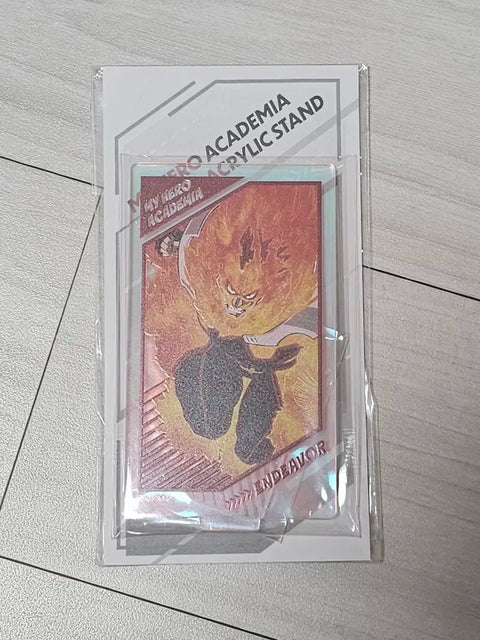 MY HERO ACADEMIA
ACRYLIC STAND
MY HERO
ACADEMIA
ENDEAVOR